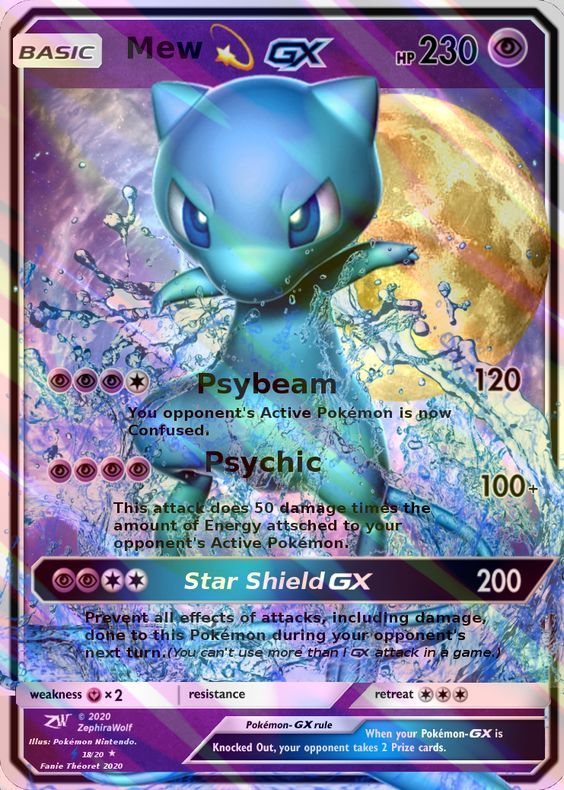 BASIC Mew GX HP 230
Psybeam 120
You opponent's Active Pokémon is now
Confused.
Psychic 100+
This attack does 50 damage times the
amount of Energy attsched to your
opponent's Active Pokémon.
Star Shield GX 200
Prevent all effects of attacks, including damage,
done to this Pokémon during your opponent's
next turn.(You can't use more than I GX attack in a game.)
weakness ×2 resistance retreat
ZW © 2020
ZephiraWolf
Illus: Pokémon Nintendo.
18/20 ★
Fanie Théoret 2020
Pokémon-GX rule
When your Pokémon-GX is
Knocked Out, your opponent takes 2 Prize cards.